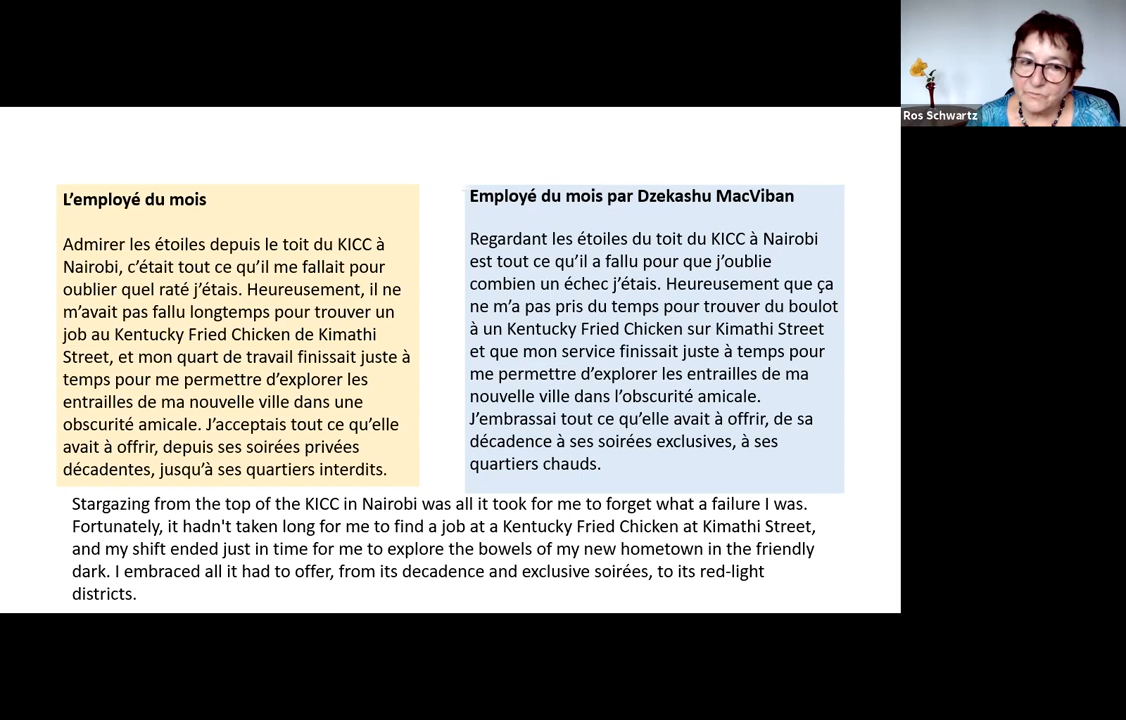 Ros Schwartz
L'employé du mois
Admirer les étoiles depuis le toit du KICC à
Nairobi, c'était tout ce qu'il me fallait pour
oublier quel raté j'étais. Heureusement, il ne
m'avait pas fallu longtemps pour trouver un
job au Kentucky Fried Chicken de Kimathi
Street, et mon quart de travail finissait juste à
temps pour me permettre d'explorer les
entrailles de ma nouvelle ville dans une
obscurité amicale. J'acceptais tout ce qu'elle
avait à offrir, depuis ses soirées privées
décadentes, jusqu'à ses quartiers interdits.
Employé du mois par Dzekashu MacViban
Regardant les étoiles du toit du KICC à Nairobi
est tout ce qu'il a fallu pour que j'oublie
combien un échec j'étais. Heureusement que ça
ne m'a pas pris du temps pour trouver du boulot
à un Kentucky Fried Chicken sur Kimathi Street
et que mon service finissait juste à temps pour
me permettre d'explorer les entrailles de ma
nouvelle ville dans l'obscurité amicale.
J'embrassai tout ce qu'elle avait à offrir, de sa
décadence à ses soirées exclusives, à ses
quartiers chauds.
Stargazing from the top of the KICC in Nairobi was all it took for me to forget what a failure I was.
Fortunately, it hadn't taken long for me to find a job at a Kentucky Fried Chicken at Kimathi Street,
and my shift ended just in time for me to explore the bowels of my new hometown in the friendly
dark. I embraced all it had to offer, from its decadence and exclusive soirées, to its red-light
districts.